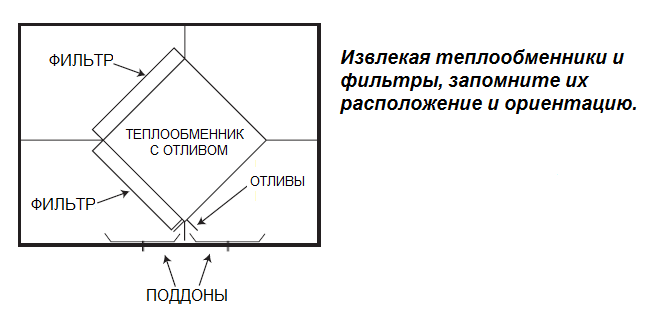 ФИЛЬТР
Извлекая теплообменники и
фильтры, запомните их
расположение и ориентацию.
ТЕПЛООБМЕННИК
С ОТЛИВОМ
ОТЛИВЫ
ФИЛЬТР
ПОДДОНЫ